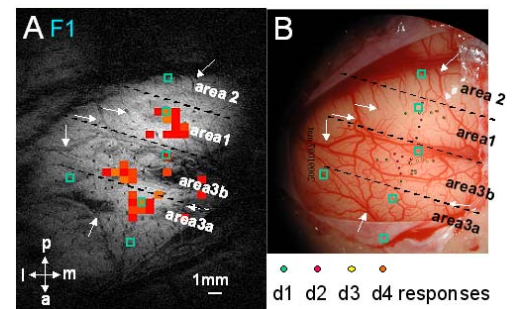 A F1
area 2
area1
area3b
area3a
p
l m
a
1mm
B
area 2
area1
area3b
area3a
d1 d2 d3 d4 responses